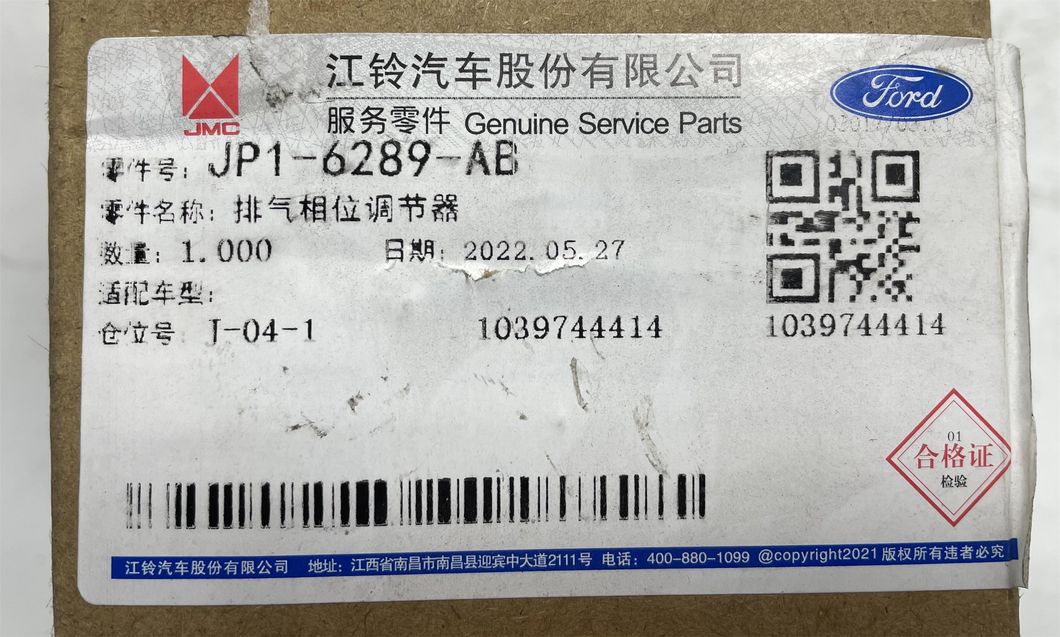 JMC
江铃汽车股份有限公司
服务零件 Genuine Service Parts
Ford
零件号: JP1-6289-AB
零件名称: 排气相位调节器
数量: 1.000 日期: 2022.05.27
适配车型:
仓位号 J-04-1 1039744414
1039744414
01
合格证
检验
江铃汽车股份有限公司 地址：江西省南昌市南昌县迎宾中大道2111号 电话：400-880-1099 @copyright2021 版权所有违者必究